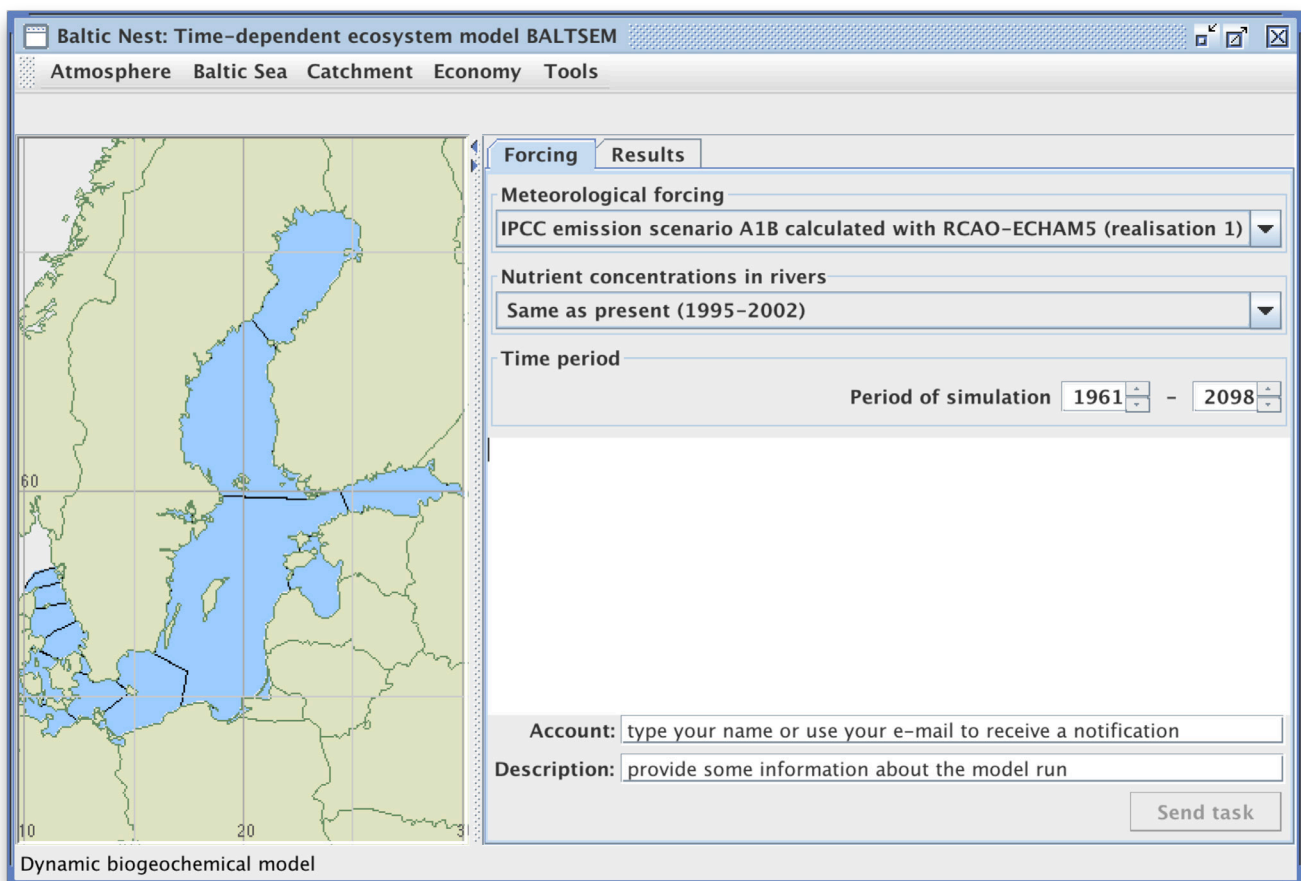 Baltic Nest: Time-dependent ecosystem model BALTSEM
Atmosphere Baltic Sea Catchment Economy Tools
Forcing Results
Meteorological forcing
IPCC emission scenario A1B calculated with RCAO-ECHAM5 (realisation 1)
Nutrient concentrations in rivers
Same as present (1995-2002)
Time period
Period of simulation 1961 - 2098
60
Account: type your name or use your e-mail to receive a notification
Description: provide some information about the model run
Send task
10 20 3
Dynamic biogeochemical model